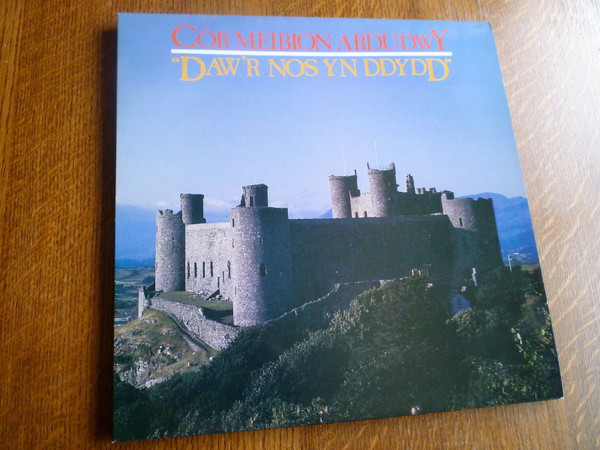 CÔR MEIBION ARDUDWY
"DAW'R NOS YN DDYDD"